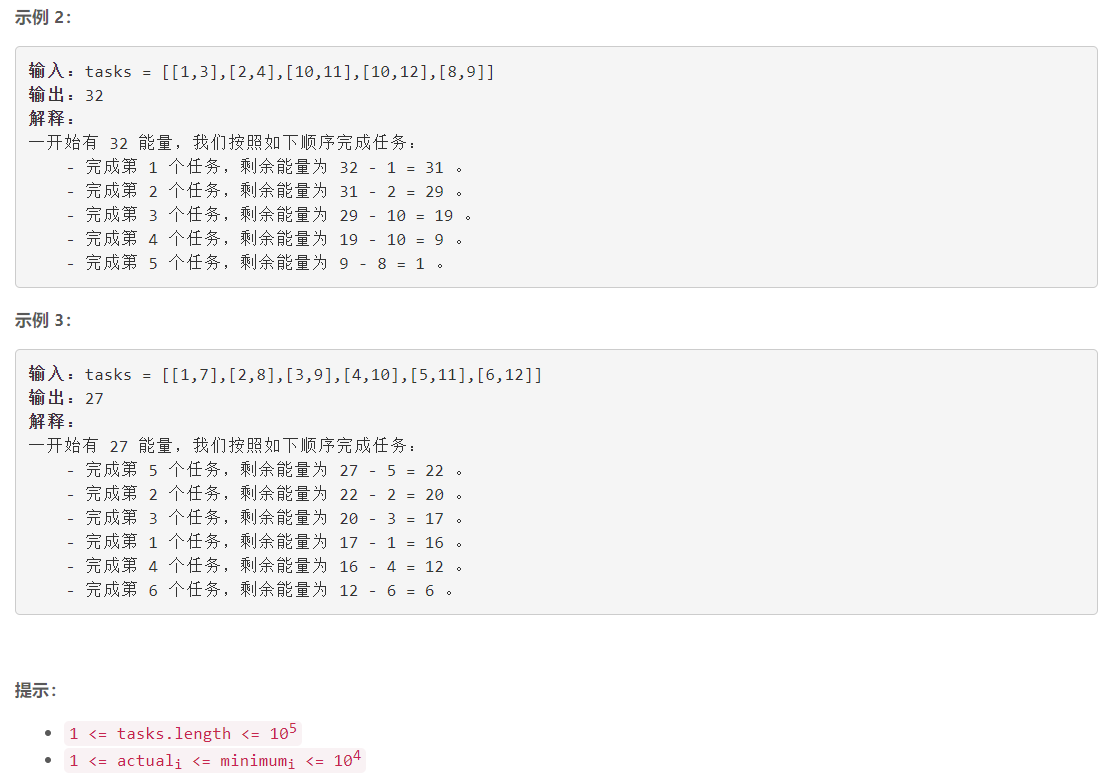 示例 2：
输入：tasks = [[1,3],[2,4],[10,11],[10,12],[8,9]]
输出：32
解释：
一开始有 32 能量，我们按照如下顺序完成任务：
- 完成第 1 个任务，剩余能量为 32 - 1 = 31 。
- 完成第 2 个任务，剩余能量为 31 - 2 = 29 。
- 完成第 3 个任务，剩余能量为 29 - 10 = 19 。
- 完成第 4 个任务，剩余能量为 19 - 10 = 9 。
- 完成第 5 个任务，剩余能量为 9 - 8 = 1 。
示例 3：
输入：tasks = [[1,7],[2,8],[3,9],[4,10],[5,11],[6,12]]
输出：27
解释：
一开始有 27 能量，我们按照如下顺序完成任务：
- 完成第 5 个任务，剩余能量为 27 - 5 = 22 。
- 完成第 2 个任务，剩余能量为 22 - 2 = 20 。
- 完成第 3 个任务，剩余能量为 20 - 3 = 17 。
- 完成第 1 个任务，剩余能量为 17 - 1 = 16 。
- 完成第 4 个任务，剩余能量为 16 - 4 = 12 。
- 完成第 6 个任务，剩余能量为 12 - 6 = 6 。
提示：
• 1 <= tasks.length <= 10⁵
• 1 <= actualᵢ <= minimumᵢ <= 10⁴